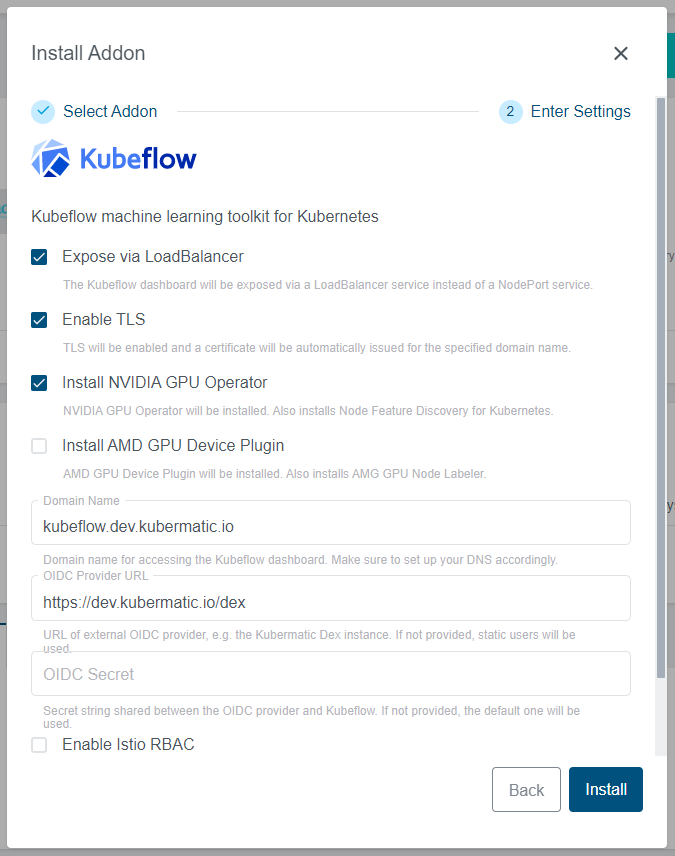 Install Addon
Select Addon
2 Enter Settings
Kubeflow
Kubeflow machine learning toolkit for Kubernetes
Expose via LoadBalancer
The Kubeflow dashboard will be exposed via a LoadBalancer service instead of a NodePort service.
Enable TLS
TLS will be enabled and a certificate will be automatically issued for the specified domain name.
Install NVIDIA GPU Operator
NVIDIA GPU Operator will be installed. Also installs Node Feature Discovery for Kubernetes.
Install AMD GPU Device Plugin
AMD GPU Device Plugin will be installed. Also installs AMG GPU Node Labeler.
Domain Name
kubeflow.dev.kubermatic.io
Domain name for accessing the Kubeflow dashboard. Make sure to set up your DNS accordingly.
OIDC Provider URL
https://dev.kubermatic.io/dex
URL of external OIDC provider, e.g. the Kubermatic Dex instance. If not provided, static users will be
used.
OIDC Secret
Secret string shared between the OIDC provider and Kubeflow. If not provided, the default one will be
used.
Enable Istio RBAC
Back
Install